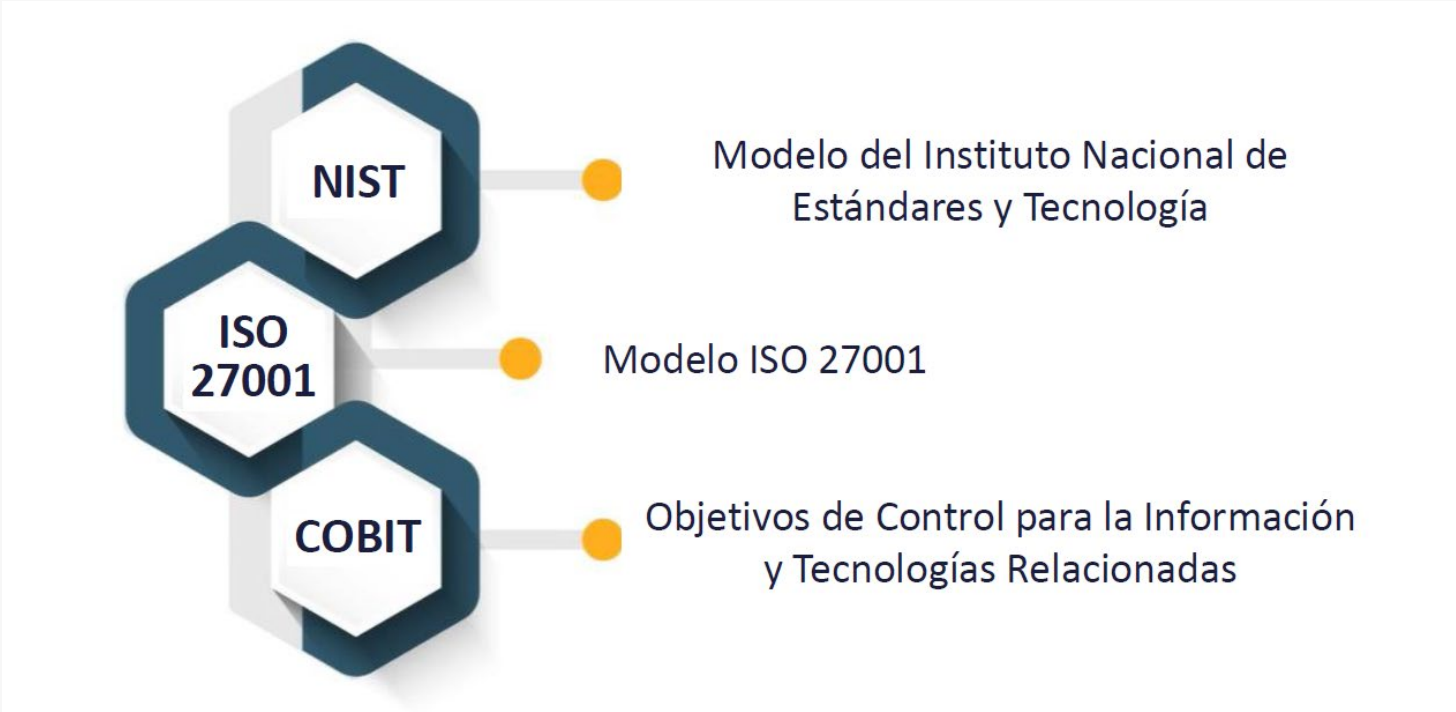 NIST
Modelo del Instituto Nacional de
Estándares y Tecnología
ISO
27001
Modelo ISO 27001
COBIT
Objetivos de Control para la Información
y Tecnologías Relacionadas